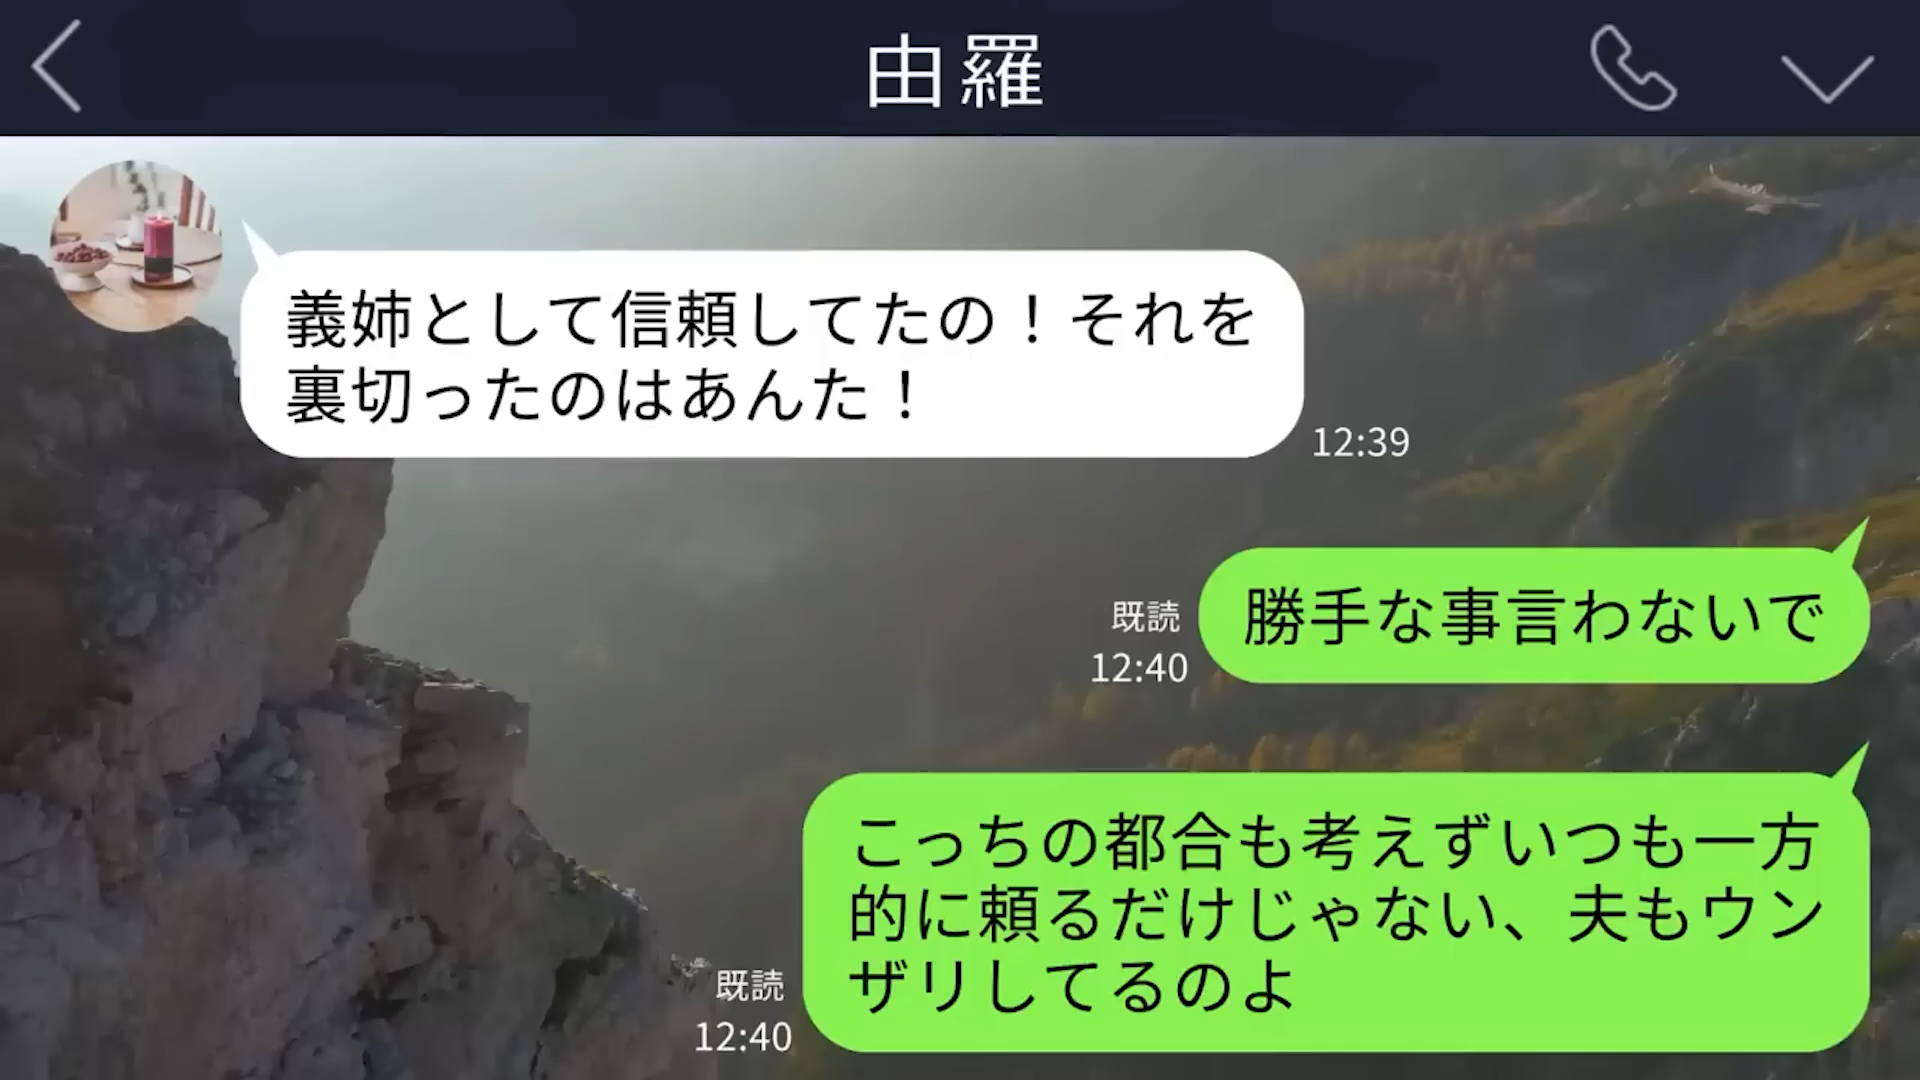 由羅
義姉として信頼してたの！それを
裏切ったのはあんた！
12:39
勝手な事言わないで
既読
12:40
こっちの都合も考えずいつも一方
的に頼るだけじゃない、夫もウン
ザリしてるのよ
既読
12:40